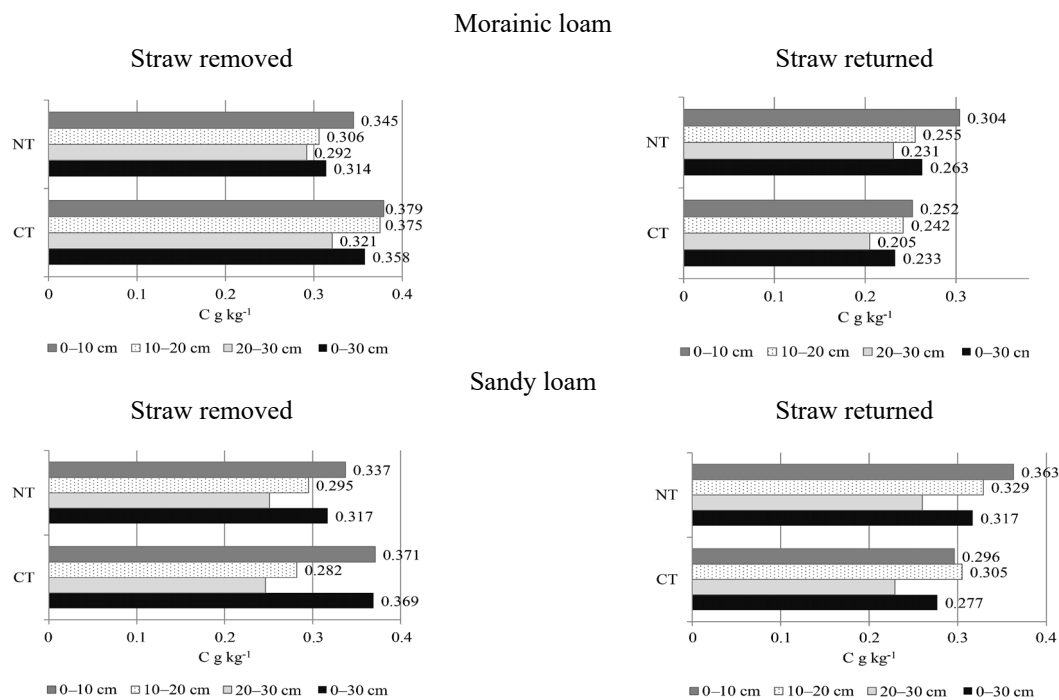 Morainic loam
Straw removed
NT
0.345
0.306
0.292
0.314
CT
0.379
0.375
0.321
0.358
0 0.1 0.2 0.3 0.4
C g kg⁻¹
0–10 cm 10–20 cm 20–30 cm 0–30 cm
Straw returned
NT
0.304
0.255
0.231
0.263
CT
0.252
0.242
0.205
0.233
0 0.1 0.2 0.3
C g kg⁻¹
0–10 cm 10–20 cm 20–30 cm 0–30 cm
Sandy loam
Straw removed
NT
0.337
0.295
0.317
CT
0.371
0.282
0.369
0 0.1 0.2 0.3 0.4
C g kg⁻¹
0–10 cm 10–20 cm 20–30 cm 0–30 cm
Straw returned
NT
0.363
0.329
0.317
CT
0.296
0.305
0.277
0 0.1 0.2 0.3 0.4
C g kg⁻¹
0–10 cm 10–20 cm 20–30 cm 0–30 cm